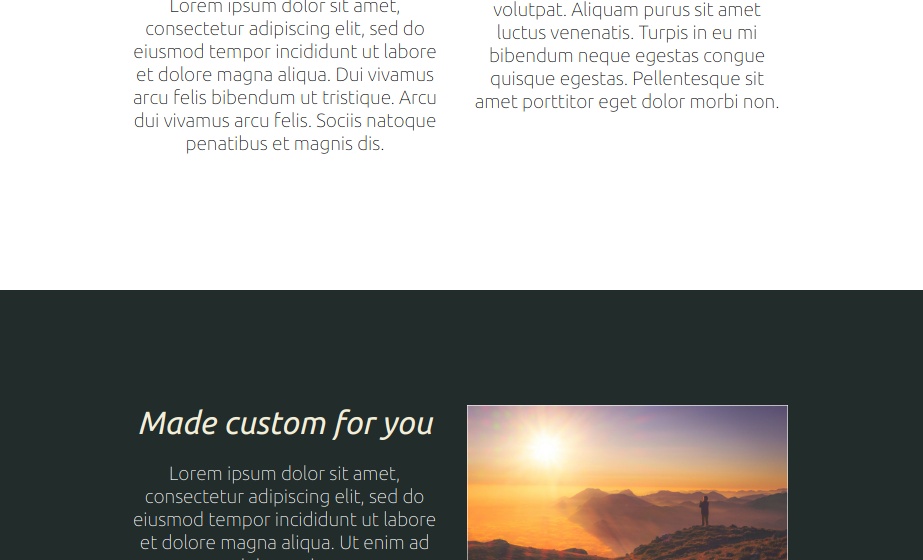 Lorem ipsum dolor sit amet,
consectetur adipiscing elit, sed do
eiusmod tempor incididunt ut labore
et dolore magna aliqua. Dui vivamus
arcu felis bibendum ut tristique. Arcu
dui vivamus arcu felis. Sociis natoque
penatibus et magnis dis.
volutpat. Aliquam purus sit amet
luctus venenatis. Turpis in eu mi
bibendum neque egestas congue
quisque egestas. Pellentesque sit
amet porttitor eget dolor morbi non.
Made custom for you
Lorem ipsum dolor sit amet,
consectetur adipiscing elit, sed do
eiusmod tempor incididunt ut labore
et dolore magna aliqua. Ut enim ad